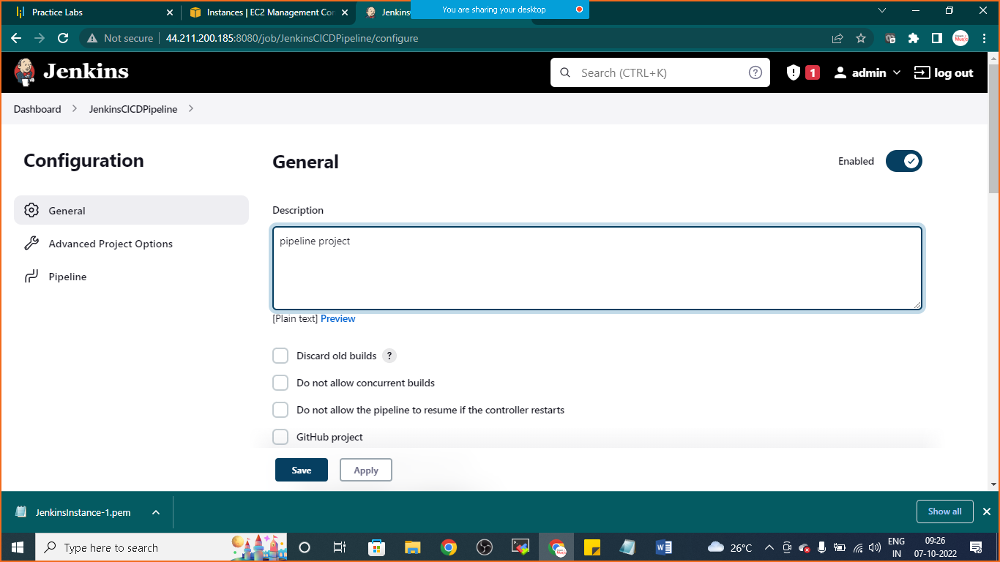 Practice Labs
Instances | EC2 Management Con
Jenkins
You are sharing your desktop
Not secure
44.211.200.185:8080/job/JenkinsCICDPipeline/configure
Jenkins
Search (CTRL+K)
?
1
admin
log out
Dashboard
JenkinsCICDPipeline
Configuration
General
Advanced Project Options
Pipeline
General
Enabled
Description
pipeline project
[Plain text] Preview
Discard old builds ?
Do not allow concurrent builds
Do not allow the pipeline to resume if the controller restarts
GitHub project
Save
Apply
JenkinsInstance-1.pem
Show all
Type here to search
26°C
ENG
IN
09:26
07-10-2022